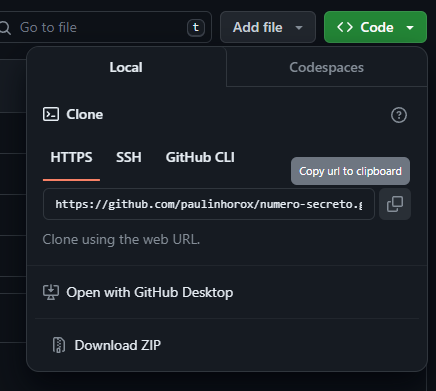 Go to file
t
Add file
<> Code
Local
Codespaces
Clone
HTTPS
SSH
GitHub CLI
Copy url to clipboard
https://github.com/paulinhorox/numero-secreto.g
Clone using the web URL.
Open with GitHub Desktop
Download ZIP